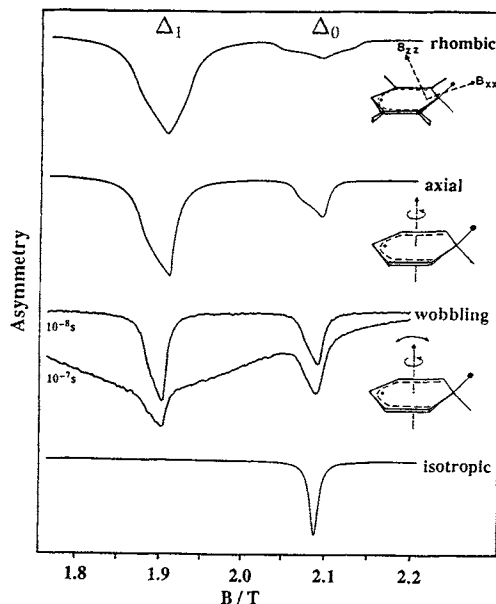 Δ₁ Δ₀
rhombic
Bzz
Bxx
axial
Asymmetry
wobbling
10⁻⁸s
10⁻⁷s
isotropic
1.8 1.9 2.0 2.1 2.2
B / T